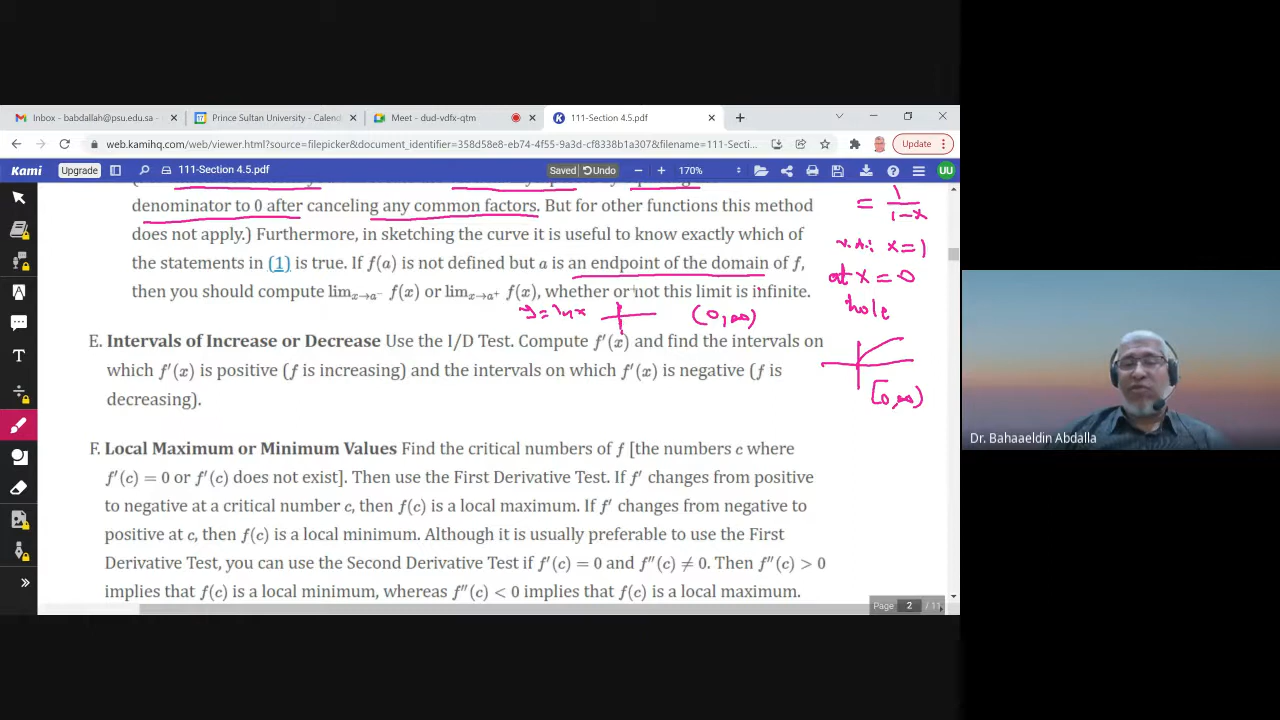 Inbox - babdallah@psu.edu.sa -
Prince Sultan University - Calend
Meet - dud-vdfx-qtm
111-Section 4.5.pdf
web.kamihq.com/web/viewer.html?source=filepicker&document_identifier=358d58e8-eb74-4f55-9a3d-cf8338b1a307&filename=111-Secti...
Update
Kami
Upgrade
111-Section 4.5.pdf
Saved
Undo
170%
UU
denominator to 0 after canceling any common factors. But for other functions this method
does not apply.) Furthermore, in sketching the curve it is useful to know exactly which of
the statements in (1) is true. If f(a) is not defined but a is an endpoint of the domain of f,
then you should compute lim x→a⁻ f(x) or lim x→a⁺ f(x), whether or not this limit is infinite.
= 1/(1-x)
V.A: x=1
at x=0
hole
y=ln x
(0,∞)
[0,∞)
E. Intervals of Increase or Decrease Use the I/D Test. Compute f′(x) and find the intervals on
which f′(x) is positive (f is increasing) and the intervals on which f′(x) is negative (f is
decreasing).
F. Local Maximum or Minimum Values Find the critical numbers of f [the numbers c where
f′(c) = 0 or f′(c) does not exist]. Then use the First Derivative Test. If f′ changes from positive
to negative at a critical number c, then f(c) is a local maximum. If f′ changes from negative to
positive at c, then f(c) is a local minimum. Although it is usually preferable to use the First
Derivative Test, you can use the Second Derivative Test if f′(c) = 0 and f″(c) ≠ 0. Then f″(c) > 0
implies that f(c) is a local minimum, whereas f″(c) < 0 implies that f(c) is a local maximum.
Page 2 / 11
Dr. Bahaaeldin Abdalla